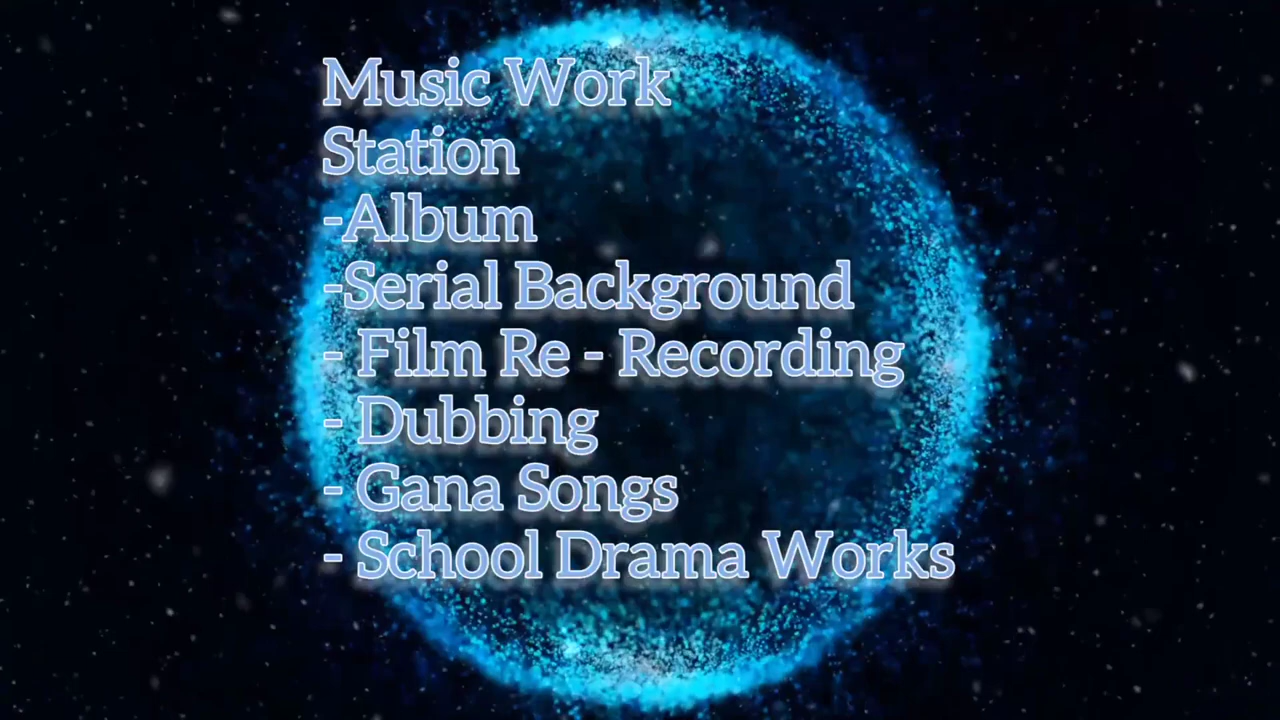 Music Work
Station
-Album
-Serial Background
- Film Re - Recording
- Dubbing
- Gana Songs
- School Drama Works